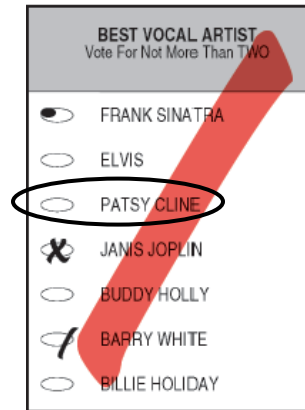 BEST VOCAL ARTIST
Vote For Not More Than TWO
FRANK SINATRA
ELVIS
PATSY CLINE
JANIS JOPLIN
BUDDY HOLLY
BARRY WHITE
BILLIE HOLIDAY